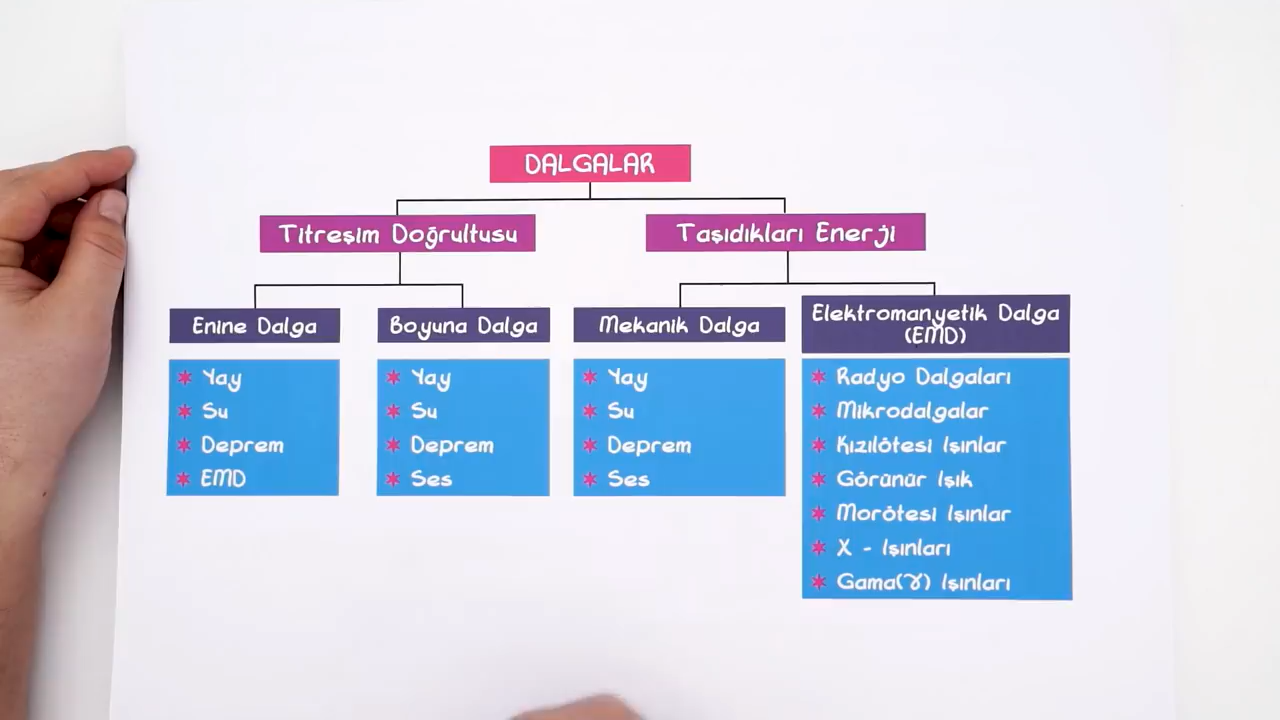 DALGALAR
Titreşim Doğrultusu
Taşıdıkları Enerji
Enine Dalga
Yay
Su
Deprem
EMD
Boyuna Dalga
Yay
Su
Deprem
Ses
Mekanik Dalga
Yay
Su
Deprem
Ses
Elektromanyetik Dalga
(EMD)
Radyo Dalgaları
Mikrodalgalar
Kızılötesi Işınlar
Görünür Işık
Morötesi Işınlar
X - Işınları
Gama(γ) Işınları